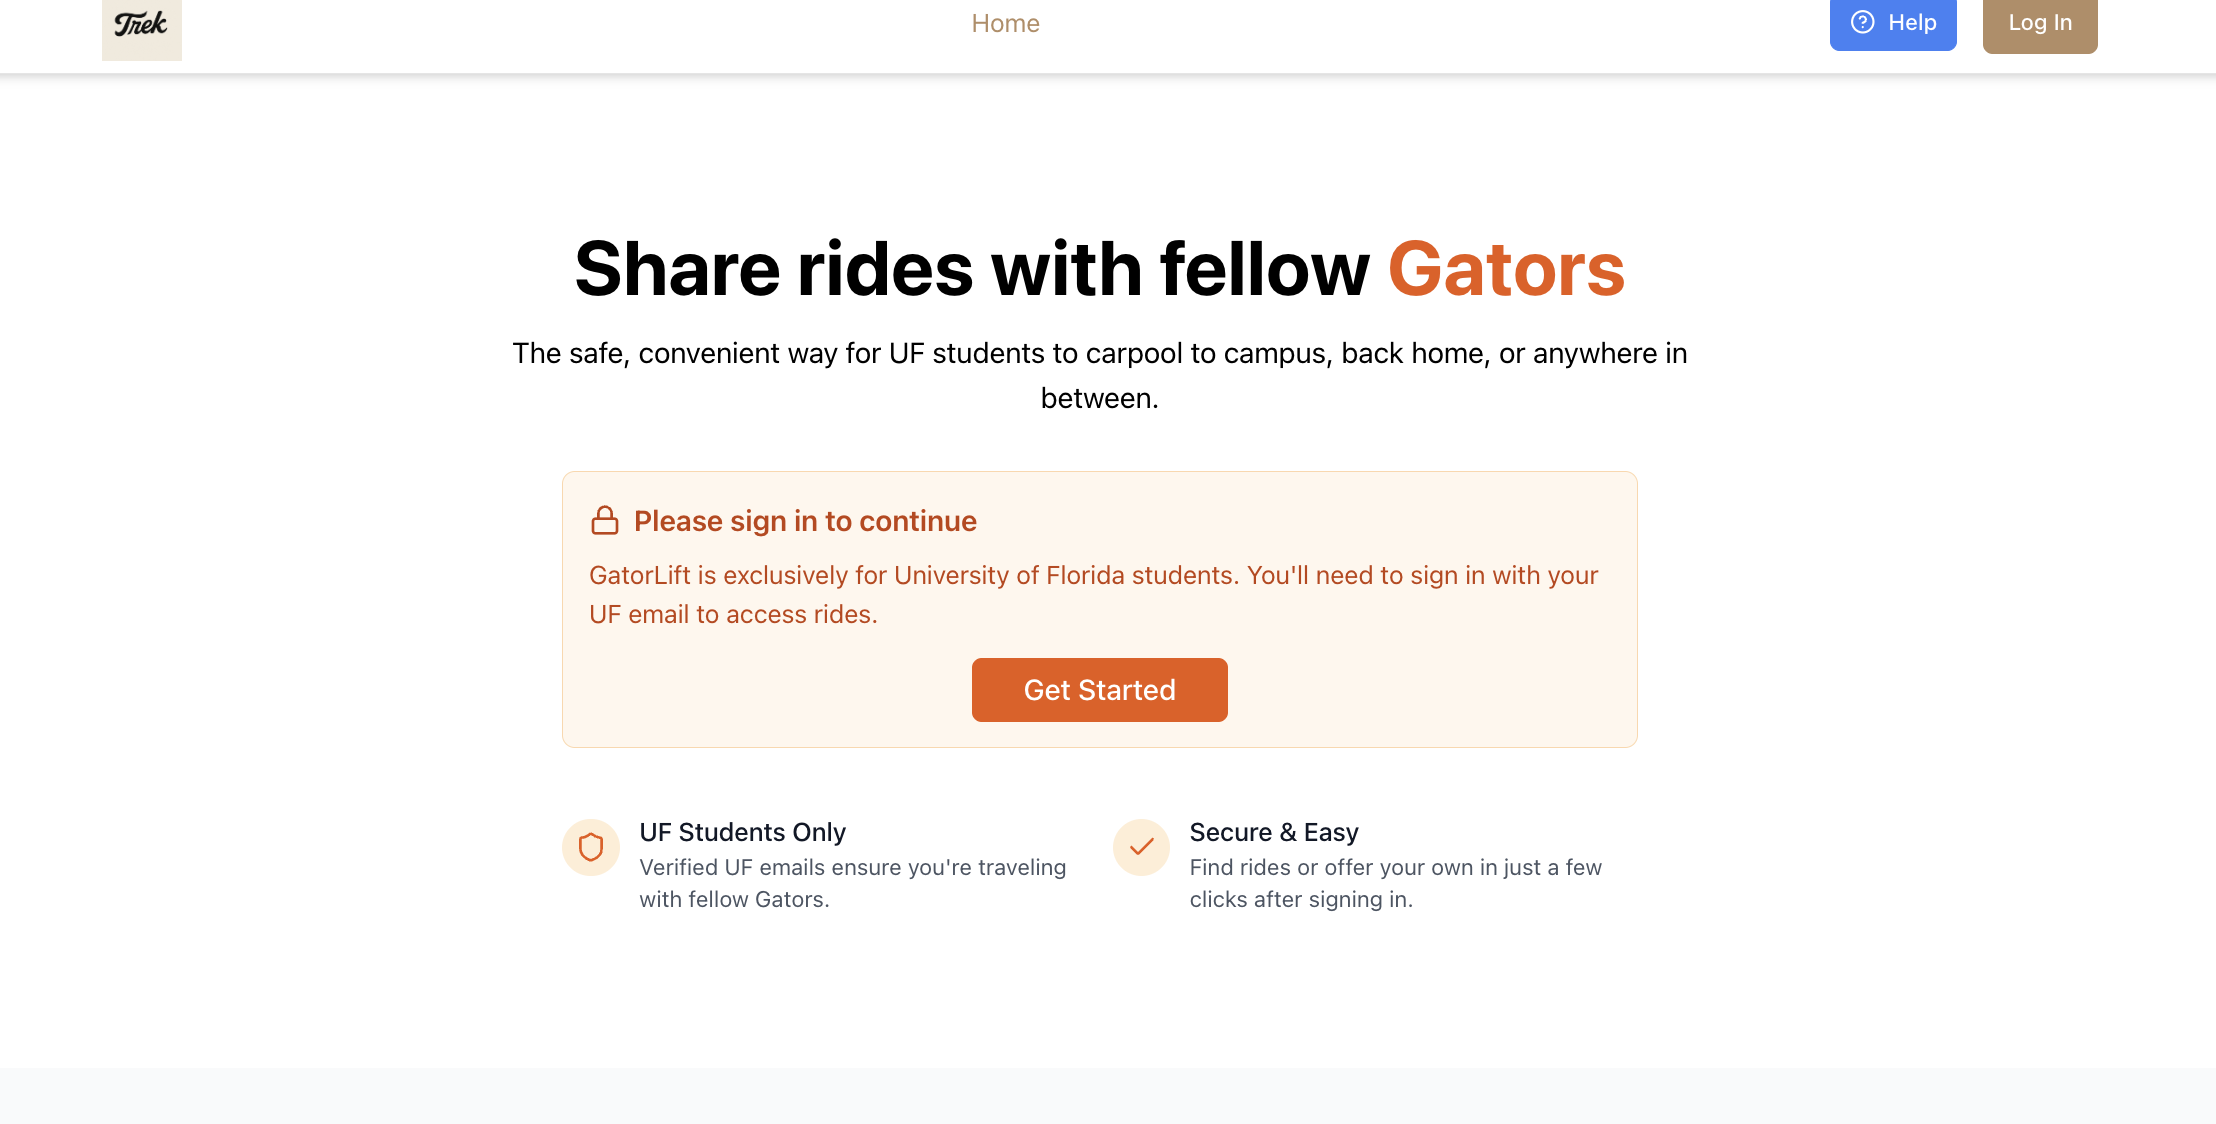 Trek
Home
Help
Log In
Share rides with fellow Gators
The safe, convenient way for UF students to carpool to campus, back home, or anywhere in
between.
Please sign in to continue
GatorLift is exclusively for University of Florida students. You'll need to sign in with your
UF email to access rides.
Get Started
UF Students Only
Verified UF emails ensure you're traveling
with fellow Gators.
Secure & Easy
Find rides or offer your own in just a few
clicks after signing in.